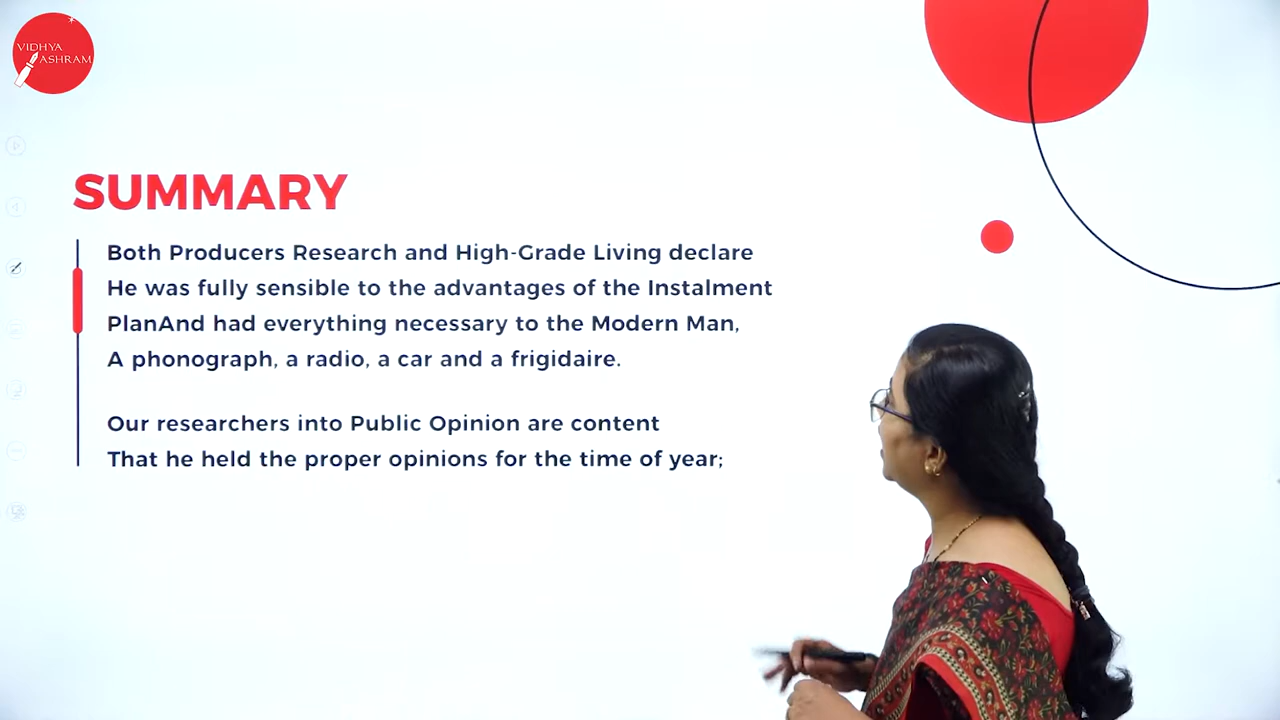 VIDHYA
ASHRAM
SUMMARY
Both Producers Research and High-Grade Living declare
He was fully sensible to the advantages of the Instalment
PlanAnd had everything necessary to the Modern Man,
A phonograph, a radio, a car and a frigidaire.
Our researchers into Public Opinion are content
That he held the proper opinions for the time of year;